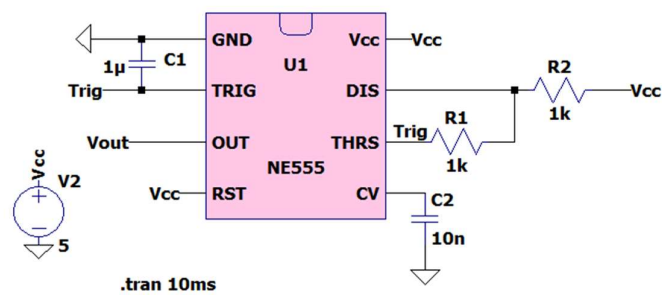 GND
Vcc
Vcc
1µ
C1
U1
Trig
TRIG
DIS
R2
1k
Vcc
Vout
OUT
THRS
Trig
R1
1k
Vcc
RST
NE555
CV
C2
10n
Vcc
V2
5
.tran 10ms